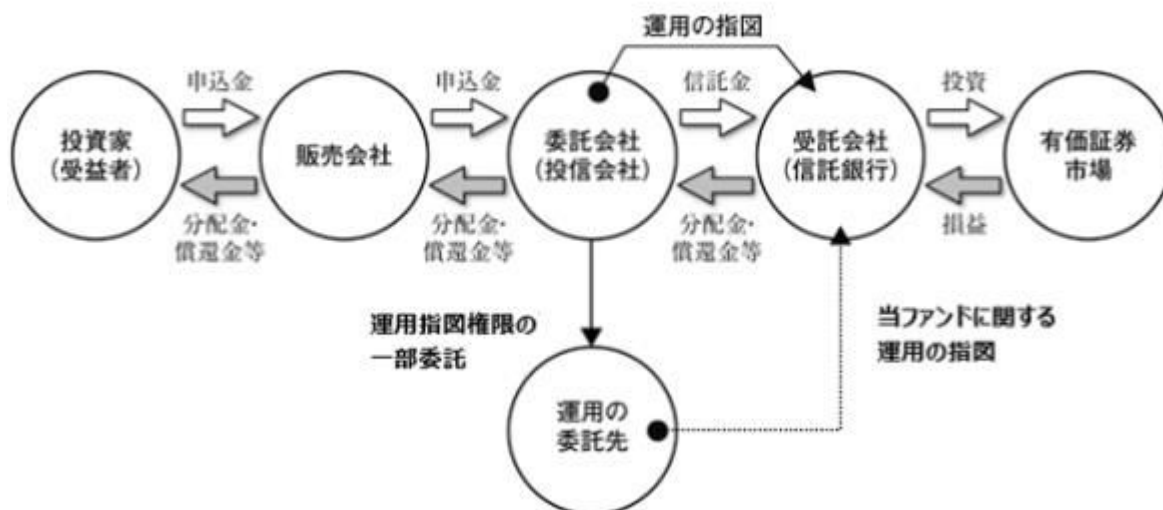 運用の指図
申込金
申込金
信託金
投資
投資家
(受益者)
販売会社
委託会社
(投信会社)
受託会社
(信託銀行)
有価証券
市場
分配金・
償還金等
分配金・
償還金等
分配金・
償還金等
損益
運用指図権限の
一部委託
当ファンドに関する
運用の指図
運用の
委託先